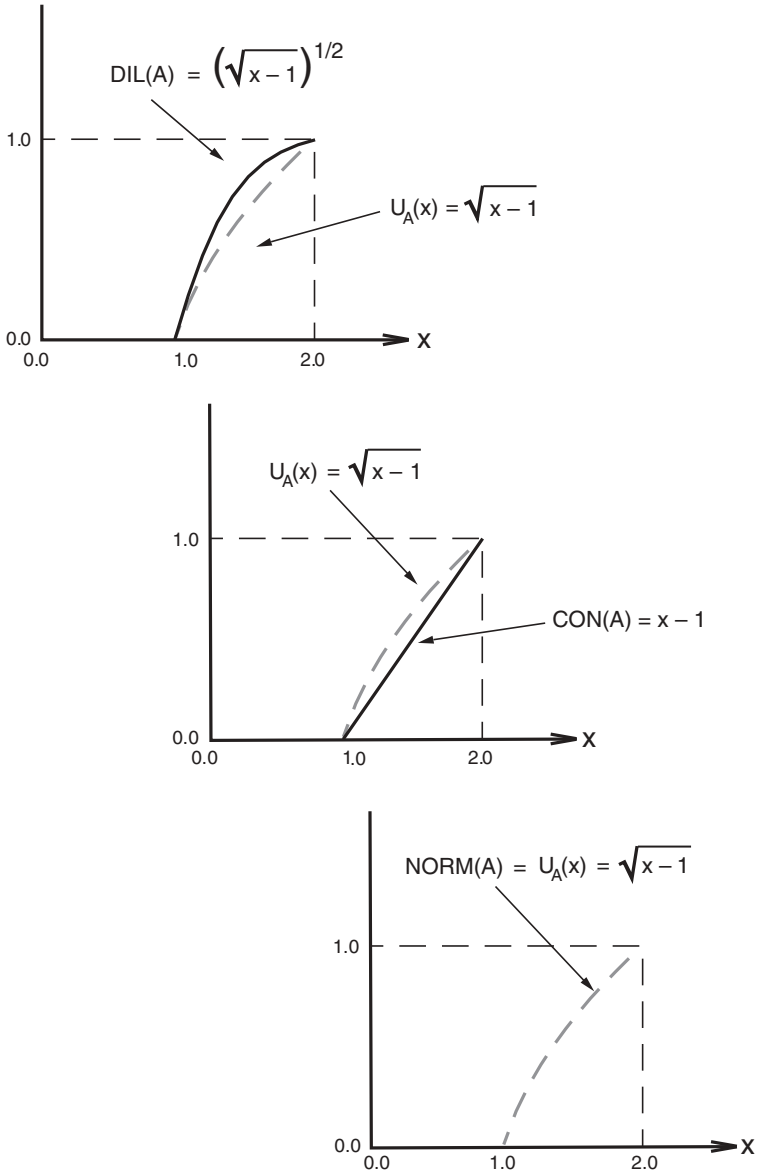 DIL(A) = (√x – 1)^1/2
1.0
U_A(x) = √x – 1
0.0
X
0.0 1.0 2.0
U_A(x) = √x – 1
1.0
CON(A) = x – 1
0.0
X
0.0 1.0 2.0
NORM(A) = U_A(x) = √x – 1
1.0
0.0
X
0.0 1.0 2.0